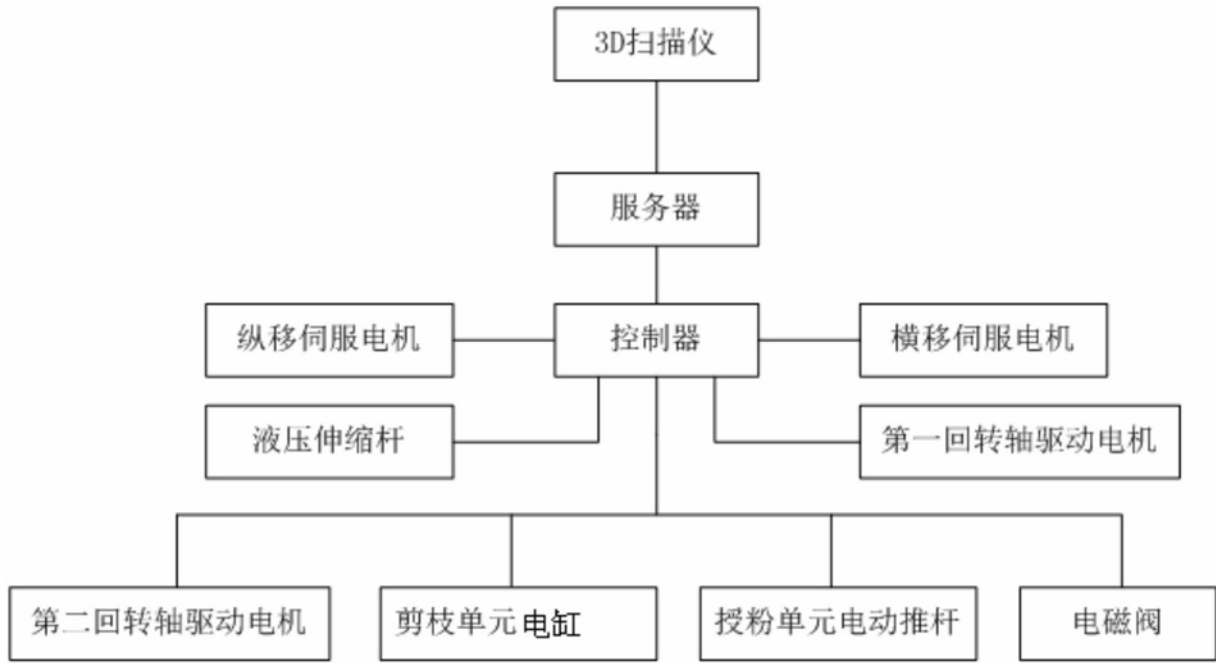 3D扫描仪
服务器
纵移伺服电机
控制器
横移伺服电机
液压伸缩杆
第一回转轴驱动电机
第二回转轴驱动电机
剪枝单元电缸
授粉单元电动推杆
电磁阀